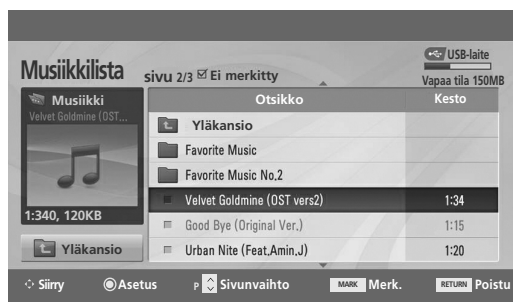 USB-laite
Musiikkilista
sivu 2/3 Ei merkitty
Vapaa tila 150MB
Musiikki
Velvet Goldmine (OST...
1:340, 120KB
Yläkansio
Otsikko Kesto
Yläkansio
Favorite Music
Favorite Music No.2
Velvet Goldmine (OST vers2) 1:34
Good Bye (Original Ver.) 1:15
Urban Nite (Feat.Amin.J) 1:20
Siirry Asetus P Sivunvaihto MARK Merk. RETURN Poistu